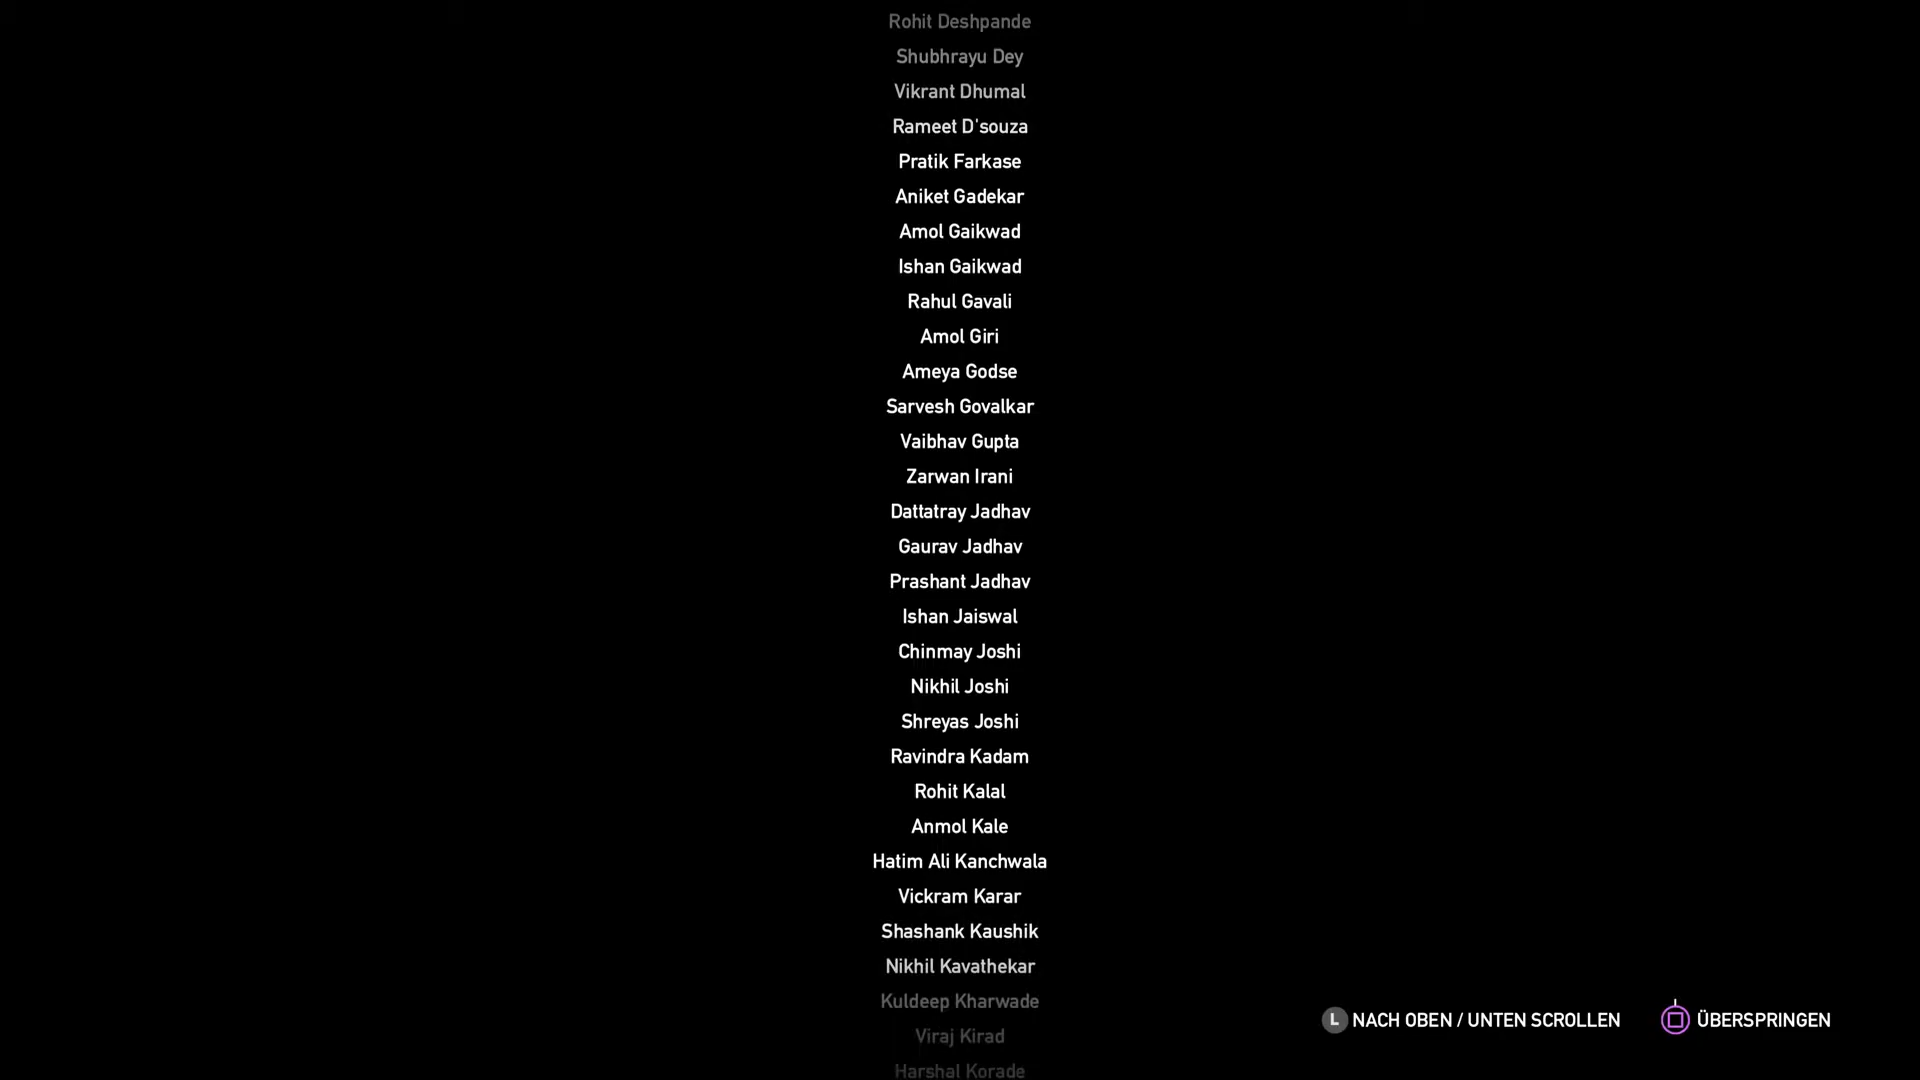 Rohit Deshpande
Shubhrayu Dey
Vikrant Dhumal
Rameet D'souza
Pratik Farkase
Aniket Gadekar
Amol Gaikwad
Ishan Gaikwad
Rahul Gavali
Amol Giri
Ameya Godse
Sarvesh Govalkar
Vaibhav Gupta
Zarwan Irani
Dattatray Jadhav
Gaurav Jadhav
Prashant Jadhav
Ishan Jaiswal
Chinmay Joshi
Nikhil Joshi
Shreyas Joshi
Ravindra Kadam
Rohit Kalal
Anmol Kale
Hatim Ali Kanchwala
Vickram Karar
Shashank Kaushik
Nikhil Kavathekar
Kuldeep Kharwade
Viraj Kirad
Harshal Korade
L NACH OBEN / UNTEN SCROLLEN
ÜBERSPRINGEN